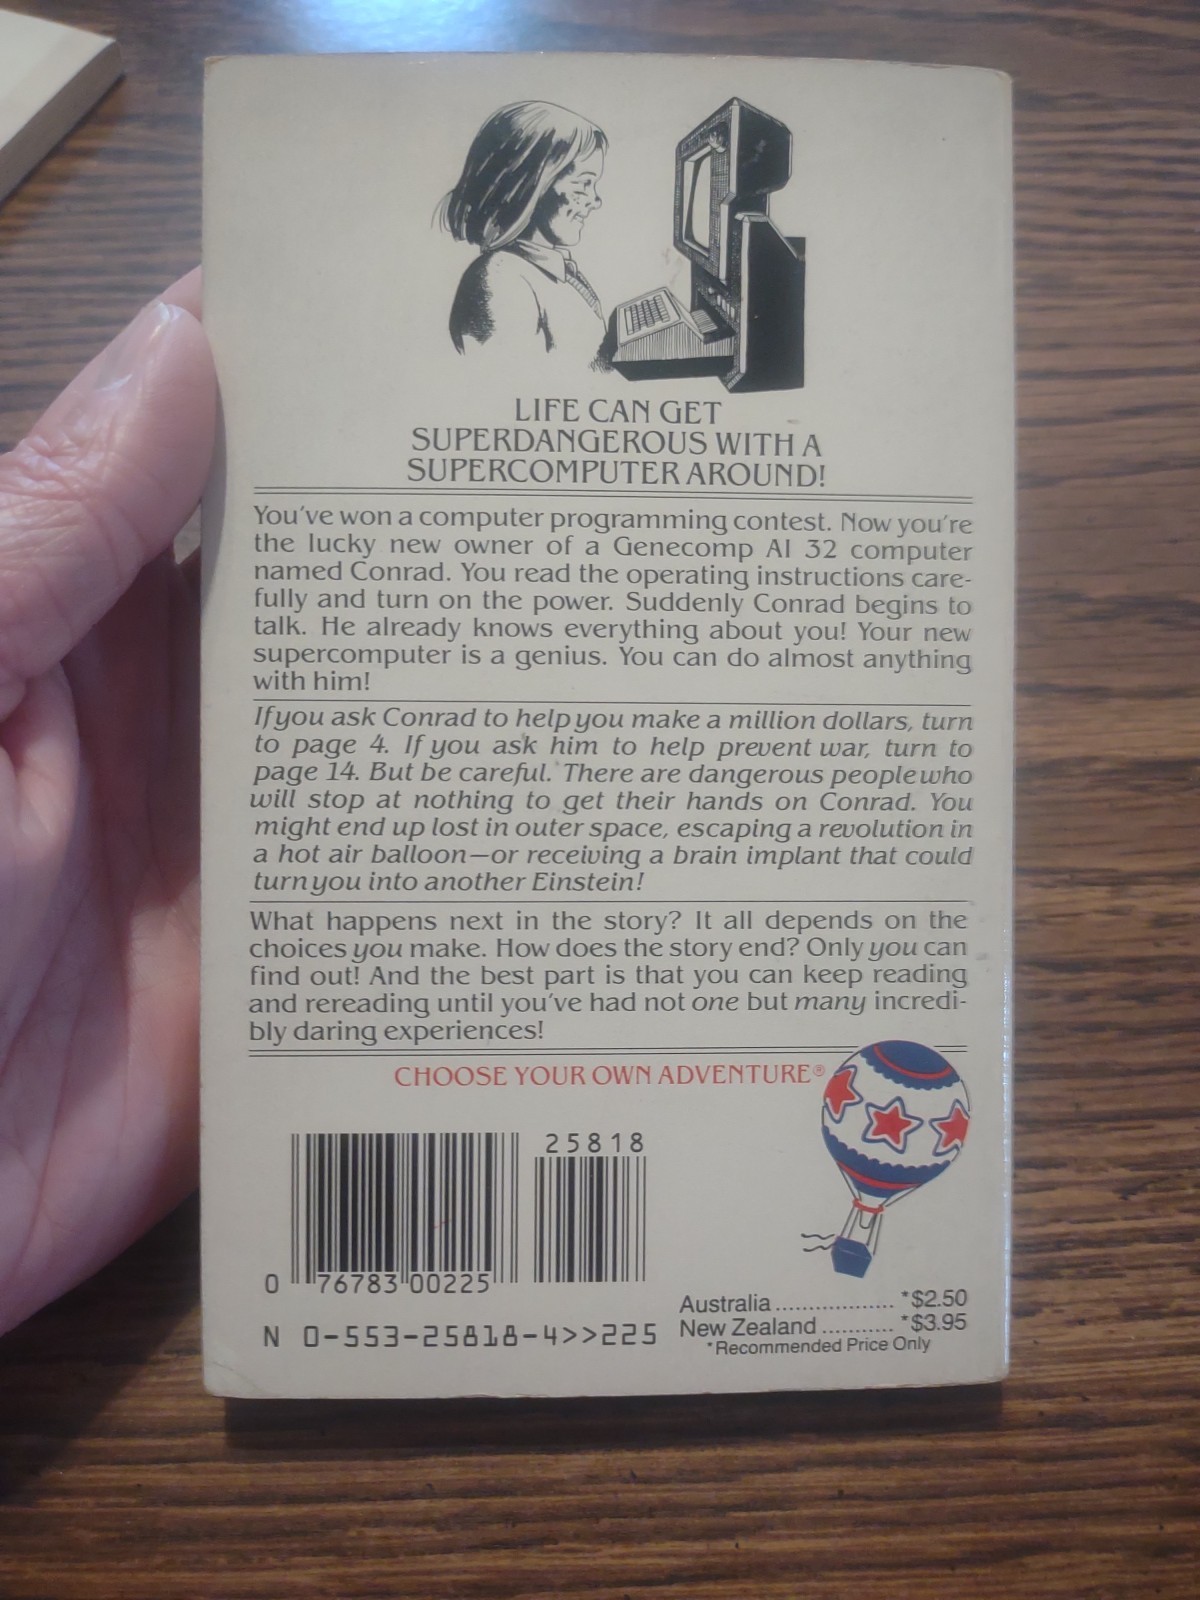 LIFE CAN GET
SUPERDANGEROUS WITH A
SUPERCOMPUTER AROUND!
You've won a computer programming contest. Now you're
the lucky new owner of a Genecomp AI 32 computer
named Conrad. You read the operating instructions care-
fully and turn on the power. Suddenly Conrad begins to
talk. He already knows everything about you! Your new
supercomputer is a genius. You can do almost anything
with him!
If you ask Conrad to help you make a million dollars, turn
to page 4. If you ask him to help prevent war, turn to
page 14. But be careful. There are dangerous people who
will stop at nothing to get their hands on Conrad. You
might end up lost in outer space, escaping a revolution in
a hot air balloon—or receiving a brain implant that could
turn you into another Einstein!
What happens next in the story? It all depends on the
choices you make. How does the story end? Only you can
find out! And the best part is that you can keep reading
and rereading until you've had not one but many incredi-
bly daring experiences!
CHOOSE YOUR OWN ADVENTURE®
25818
0 76783 00225
N 0-553-25818-4>>225
Australia .................. *$2.50
New Zealand ........... *$3.95
*Recommended Price Only